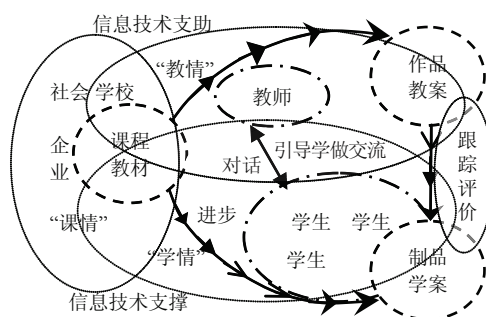 信息技术支助
“教情”
作品
教案
社会 学校
教师
企
业
课程
教材
跟
踪
评
价
引导学做交流
对话
进步
学生 学生
“课情”
“学情”
学生
制品
学案
信息技术支撑